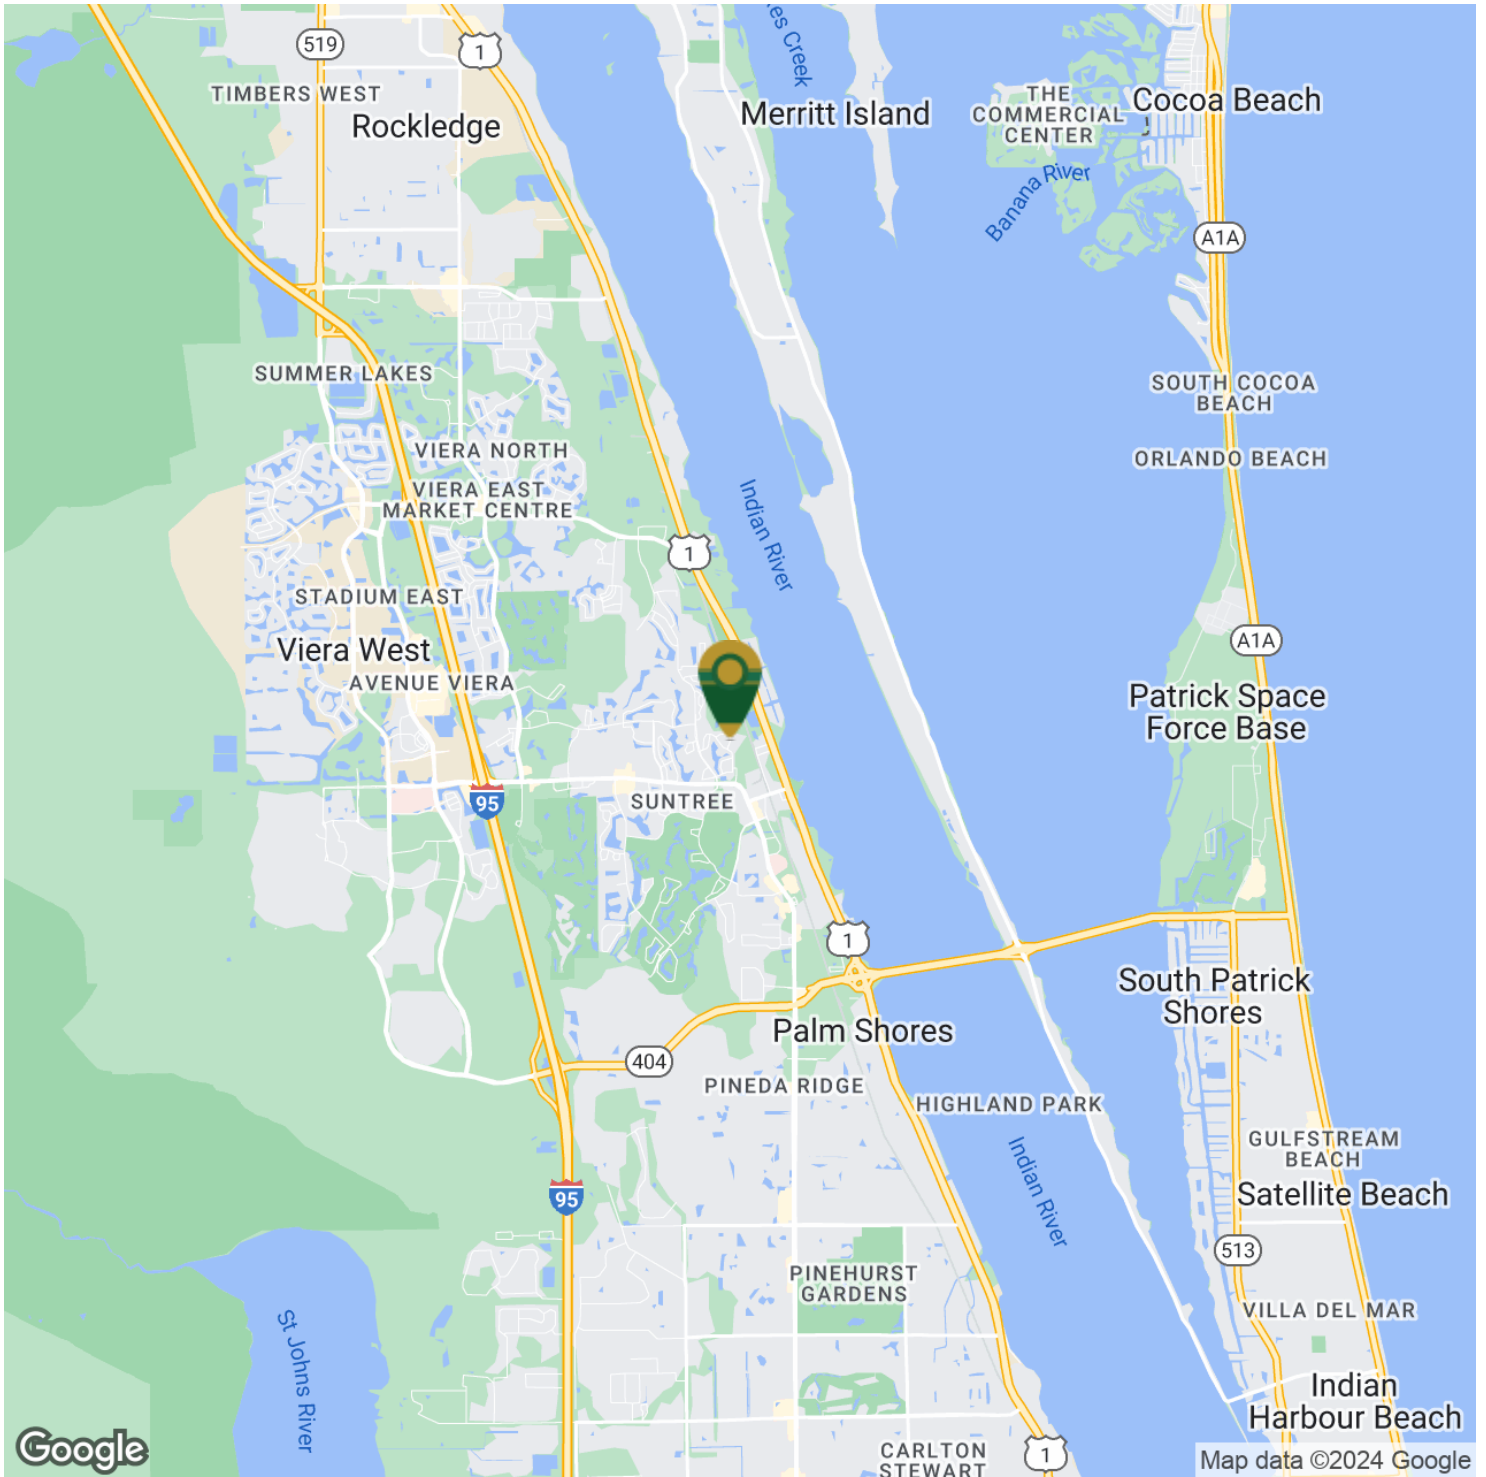 519
1
TIMBERS WEST
Rockledge
es Creek
Merritt Island
THE
COMMERCIAL
CENTER
Cocoa Beach
Banana River
A1A
SUMMER LAKES
SOUTH COCOA
BEACH
VIERA NORTH
ORLANDO BEACH
VIERA EAST
MARKET CENTRE
Indian River
1
STADIUM EAST
A1A
Viera West
AVENUE VIERA
Patrick Space
Force Base
95
SUNTREE
1
South Patrick
Shores
Palm Shores
404
PINEDA RIDGE
HIGHLAND PARK
GULFSTREAM
BEACH
Indian River
95
Satellite Beach
513
PINEHURST
GARDENS
VILLA DEL MAR
St Johns River
Indian
Harbour Beach
CARLTON
STEWART
1
Google
Map data ©2024 Google